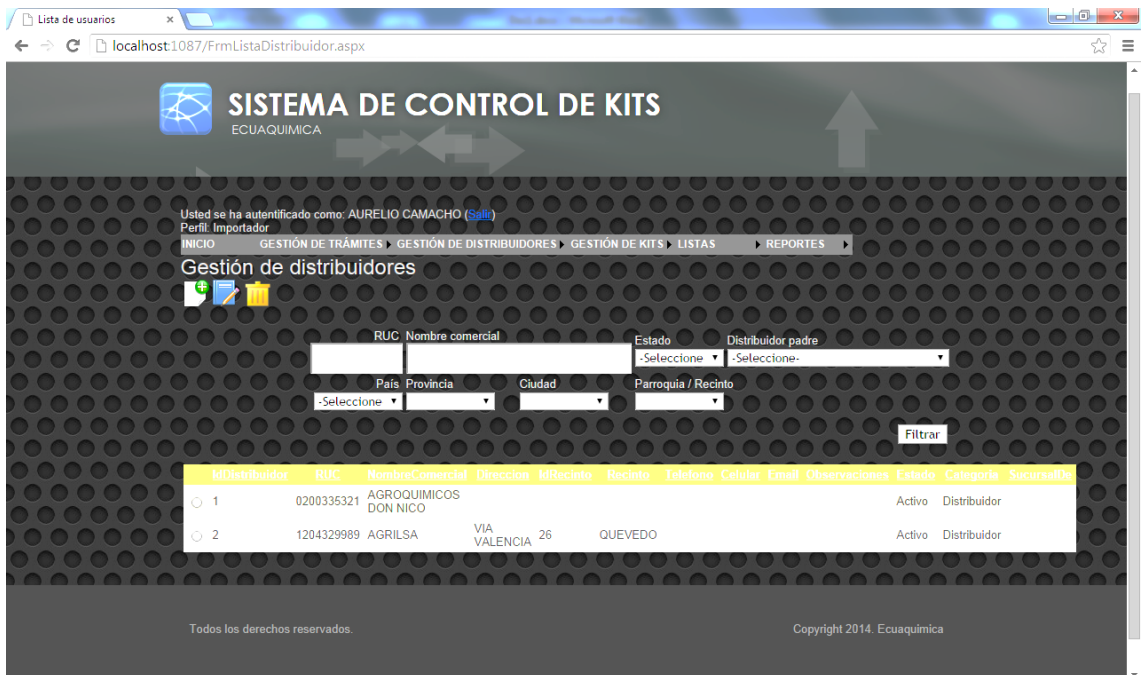 Lista de usuarios
localhost:1087/FrmListaDistribuidor.aspx
SISTEMA DE CONTROL DE KITS
ECUAQUIMICA
Usted se ha autentificado como: AURELIO CAMACHO (Salir)
Perfil: Importador
INICIO GESTIÓN DE TRÁMITES GESTIÓN DE DISTRIBUIDORES GESTIÓN DE KITS LISTAS REPORTES
Gestión de distribuidores
RUC Nombre comercial Estado Distribuidor padre
-Seleccione -Seleccione-
País Provincia Ciudad Parroquia / Recinto
-Seleccione
Filtrar
IdDistribuidor RUC NombreComercial Direccion IdRecinto Recinto Telefono Celular Email Observaciones Estado Categoria SucursalDe
1 0200335321 AGROQUIMICOS DON NICO Activo Distribuidor
2 1204329989 AGRILSA VIA VALENCIA 26 QUEVEDO Activo Distribuidor
Todos los derechos reservados. Copyright 2014. Ecuaquimica